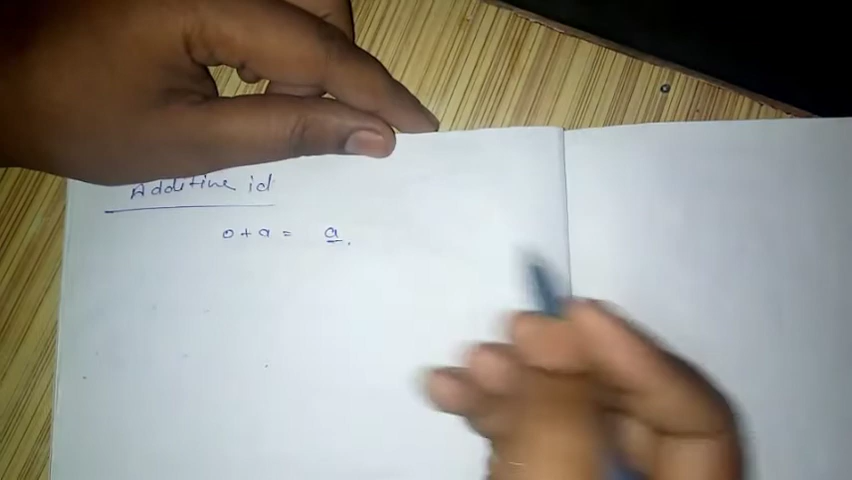 Additive id
0 + a = a.